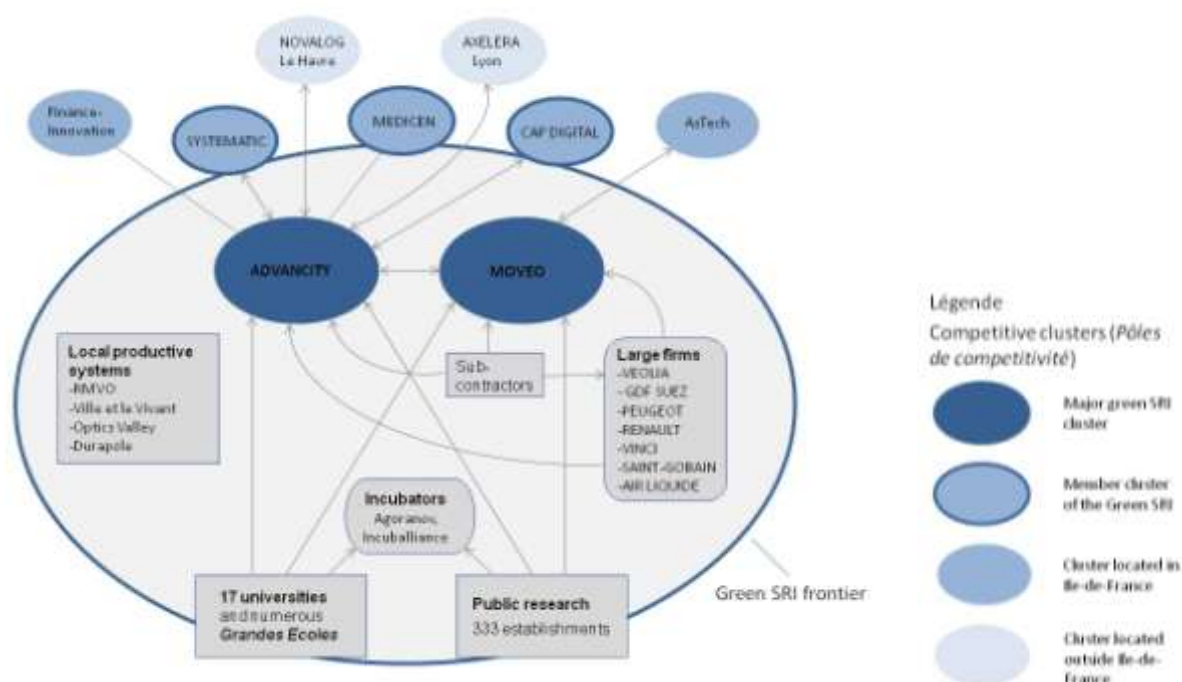 NOVALOG
Le Havre
AXELERA
Lyon
Finance-
Innovation
SYSTEMATIC
MEDICEN
CAP DIGITAL
AsTech
ADVANCITY
MOVEO
Local productive
systems
-RMVO
-Ville et le Vivant
-Optics Valley
-Durapole
Sub-
contractors
Large firms
-VEOLIA
-GDF SUEZ
-PEUGEOT
-RENAULT
-VINCI
-SAINT-GOBAIN
-AIR LIQUIDE
Incubators
Agoranov,
Incuballiance
17 universities
and numerous
Grandes Ecoles
Public research
333 establishments
Green SRI frontier
Légende
Competitive clusters (Pôles
de competitivité)
Major green SRI
cluster
Member cluster
of the Green SRI
Cluster located in
Ile-de-France
Cluster located
outside Ile-de-
France